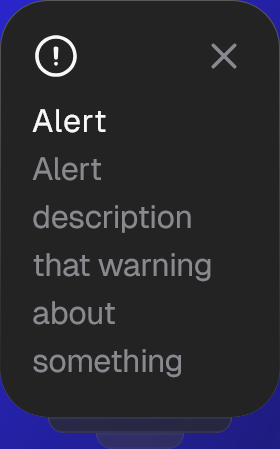 Alert
Alert
description
that warning
about
something